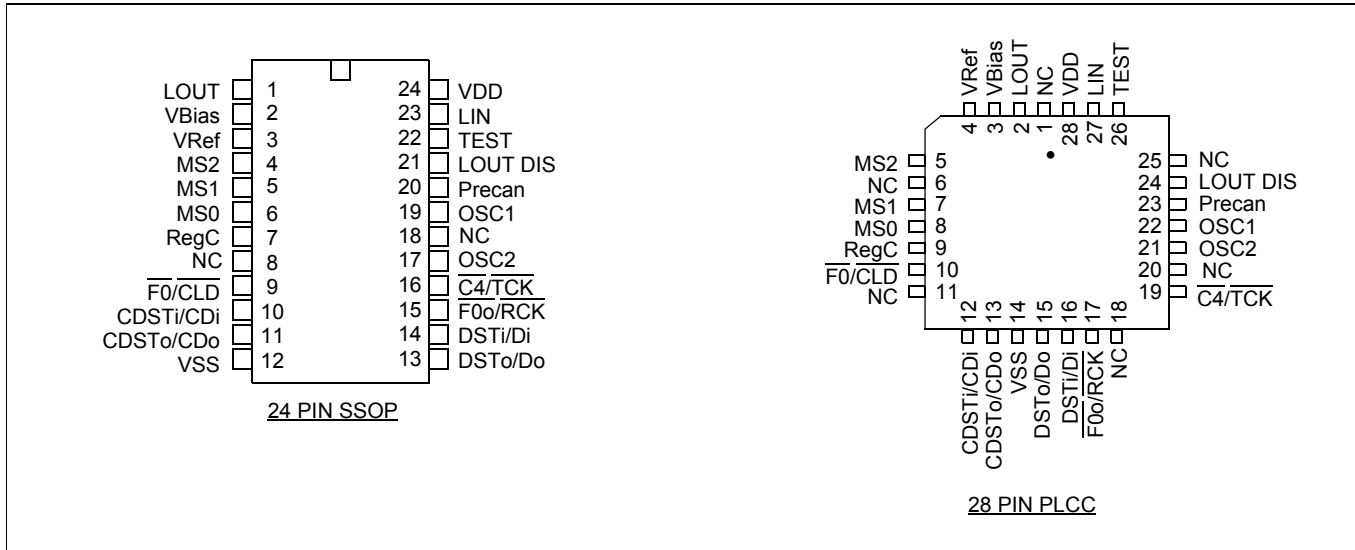 LOUT 1 24 VDD
VBias 2 23 LIN
VRef 3 22 TEST
MS2 4 21 LOUT DIS
MS1 5 20 Precan
MS0 6 19 OSC1
RegC 7 18 NC
NC 8 17 OSC2
F0/CLD 9 16 C4/TCK
CDSTi/CDi 10 15 F0o/RCK
CDSTo/CDo 11 14 DSTi/Di
VSS 12 13 DSTo/Do
24 PIN SSOP
VRef VBias LOUT NC VDD LIN TEST
4 3 2 1 28 27 26
MS2 5 25 NC
NC 6 24 LOUT DIS
MS1 7 23 Precan
MS0 8 22 OSC1
RegC 9 21 OSC2
F0/CLD 10 20 NC
NC 11 19 C4/TCK
12 13 14 15 16 17 18
CDSTi/CDi CDSTo/CDo VSS DSTo/Do DSTi/Di F0o/RCK NC
28 PIN PLCC